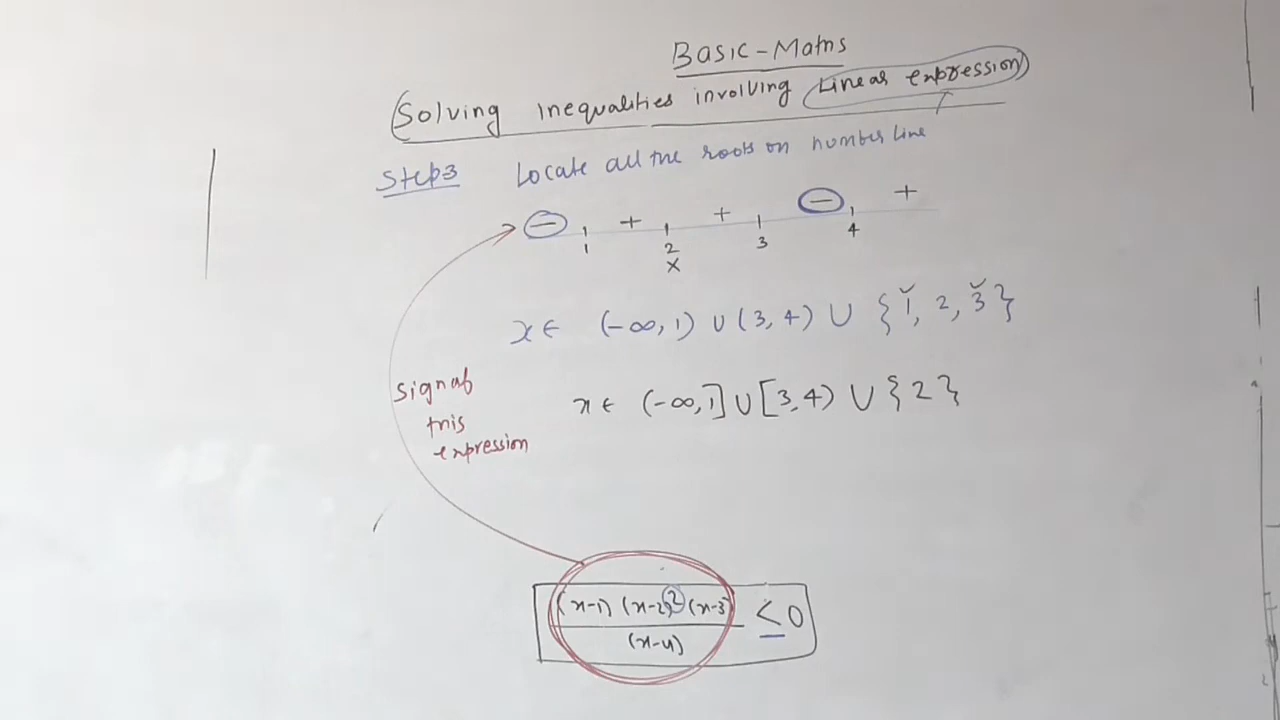 Basic-Maths
(Solving inequalities involving (Linear expression)
Step3 Locate all the roots on number line
- + + - +
1 2 3 4
x
x ∈ (-∞, 1) ∪ (3, 4) ∪ {1, 2, 3}
x ∈ (-∞, 1] ∪ [3, 4) ∪ {2}
sign of
this
expression
(x-1) (x-2)² (x-3)
≤ 0
(x-4)